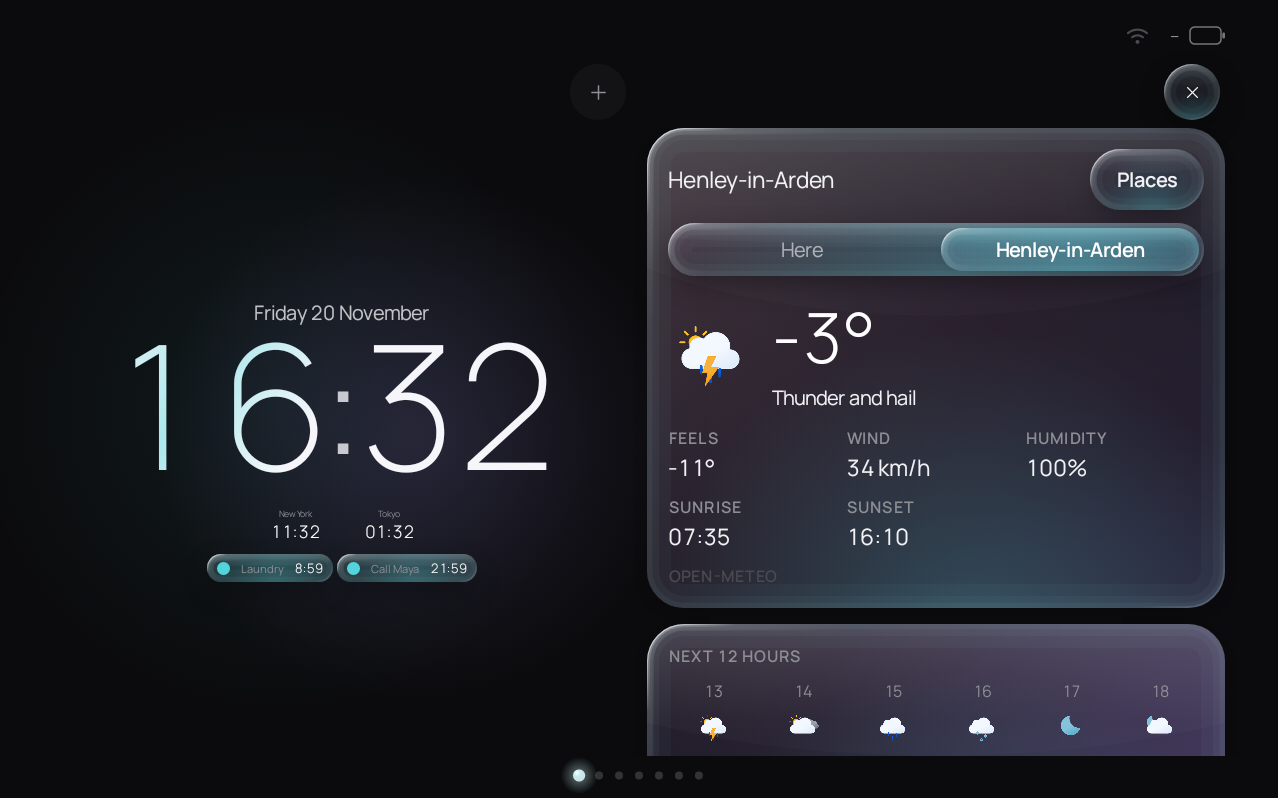 Friday 20 November
16:32
New York
Tokyo
11:32
01:32
Laundry 8:59
Call Maya 21:59
Henley-in-Arden
Places
Here
Henley-in-Arden
-3°
Thunder and hail
FEELS
WIND
HUMIDITY
-11°
34 km/h
100%
SUNRISE
SUNSET
07:35
16:10
OPEN-METEO
NEXT 12 HOURS
13 14 15 16 17 18